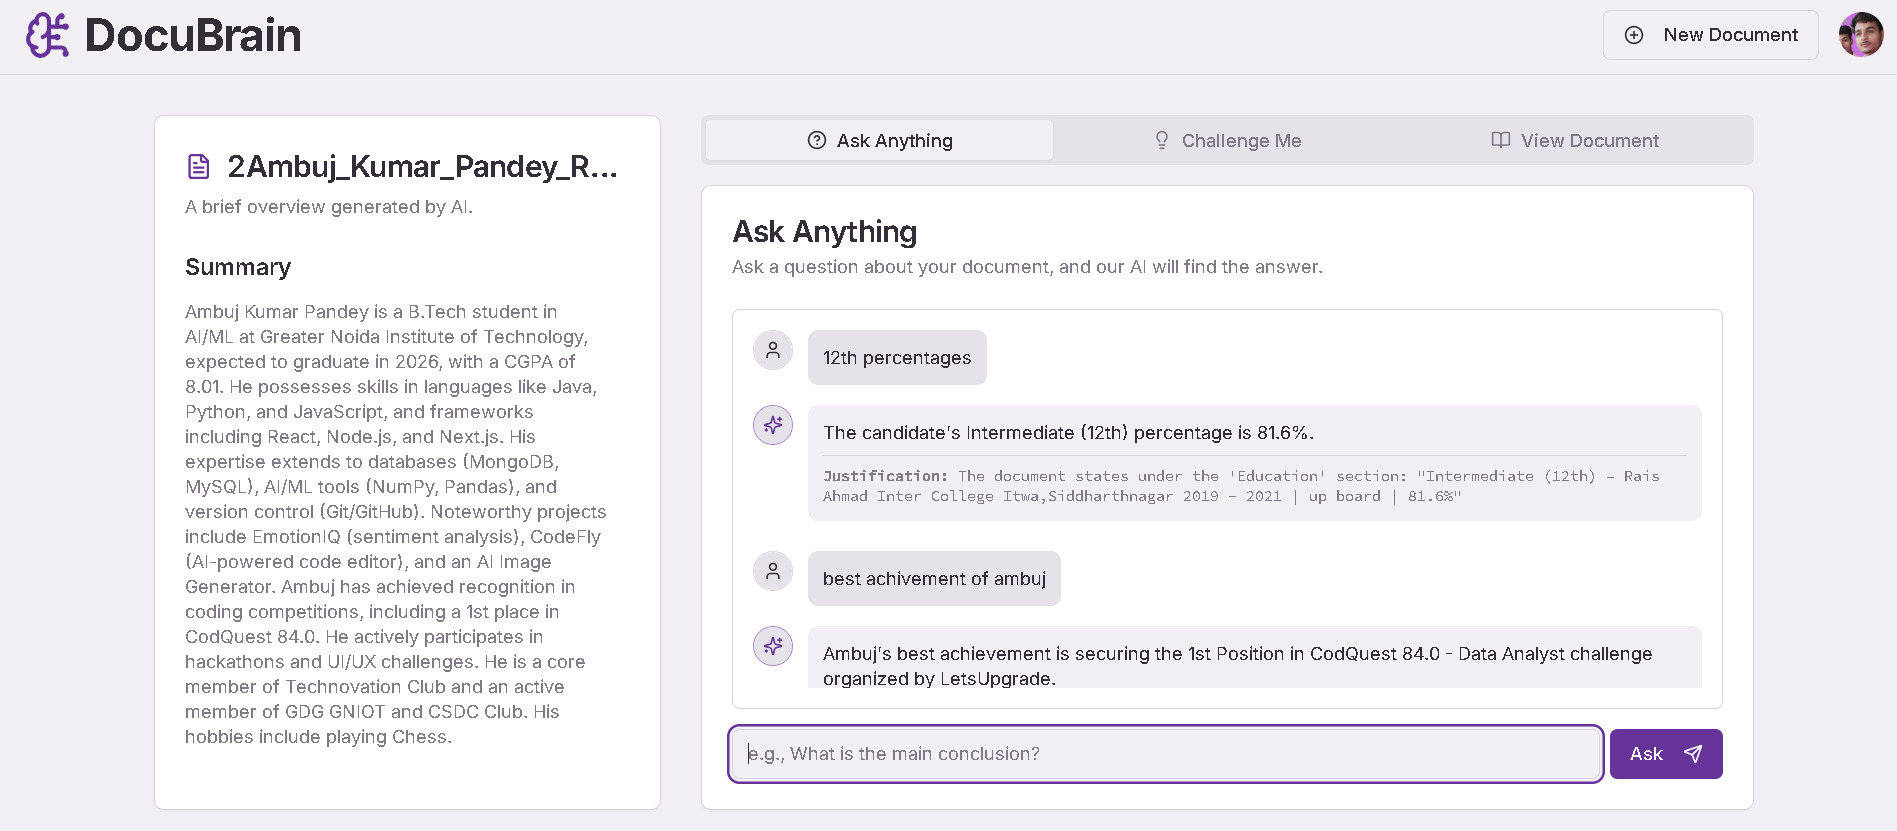 DocuBrain
New Document
2Ambuj_Kumar_Pandey_R...
A brief overview generated by AI.
Summary
Ambuj Kumar Pandey is a B.Tech student in
AI/ML at Greater Noida Institute of Technology,
expected to graduate in 2026, with a CGPA of
8.01. He possesses skills in languages like Java,
Python, and JavaScript, and frameworks
including React, Node.js, and Next.js. His
expertise extends to databases (MongoDB,
MySQL), AI/ML tools (NumPy, Pandas), and
version control (Git/GitHub). Noteworthy projects
include EmotionIQ (sentiment analysis), CodeFly
(AI-powered code editor), and an AI Image
Generator. Ambuj has achieved recognition in
coding competitions, including a 1st place in
CodQuest 84.0. He actively participates in
hackathons and UI/UX challenges. He is a core
member of Technovation Club and an active
member of GDG GNIOT and CSDC Club. His
hobbies include playing Chess.
Ask Anything
Challenge Me
View Document
Ask Anything
Ask a question about your document, and our AI will find the answer.
12th percentages
The candidate's Intermediate (12th) percentage is 81.6%.
Justification: The document states under the 'Education' section: "Intermediate (12th) – Rais
Ahmad Inter College Itwa,Siddharthnagar 2019 – 2021 | up board | 81.6%"
best achivement of ambuj
Ambuj's best achievement is securing the 1st Position in CodQuest 84.0 - Data Analyst challenge
organized by LetsUpgrade.
e.g., What is the main conclusion?
Ask